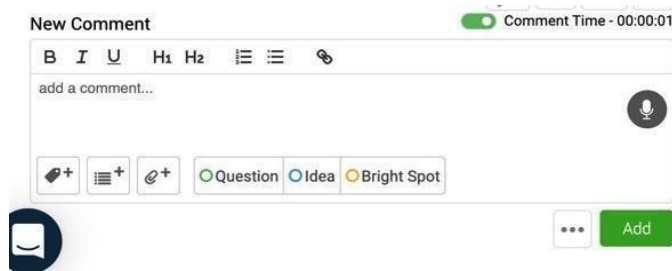 New Comment
Comment Time - 00:00:01
B I U H1 H2
add a comment...
Question Idea Bright Spot
Add